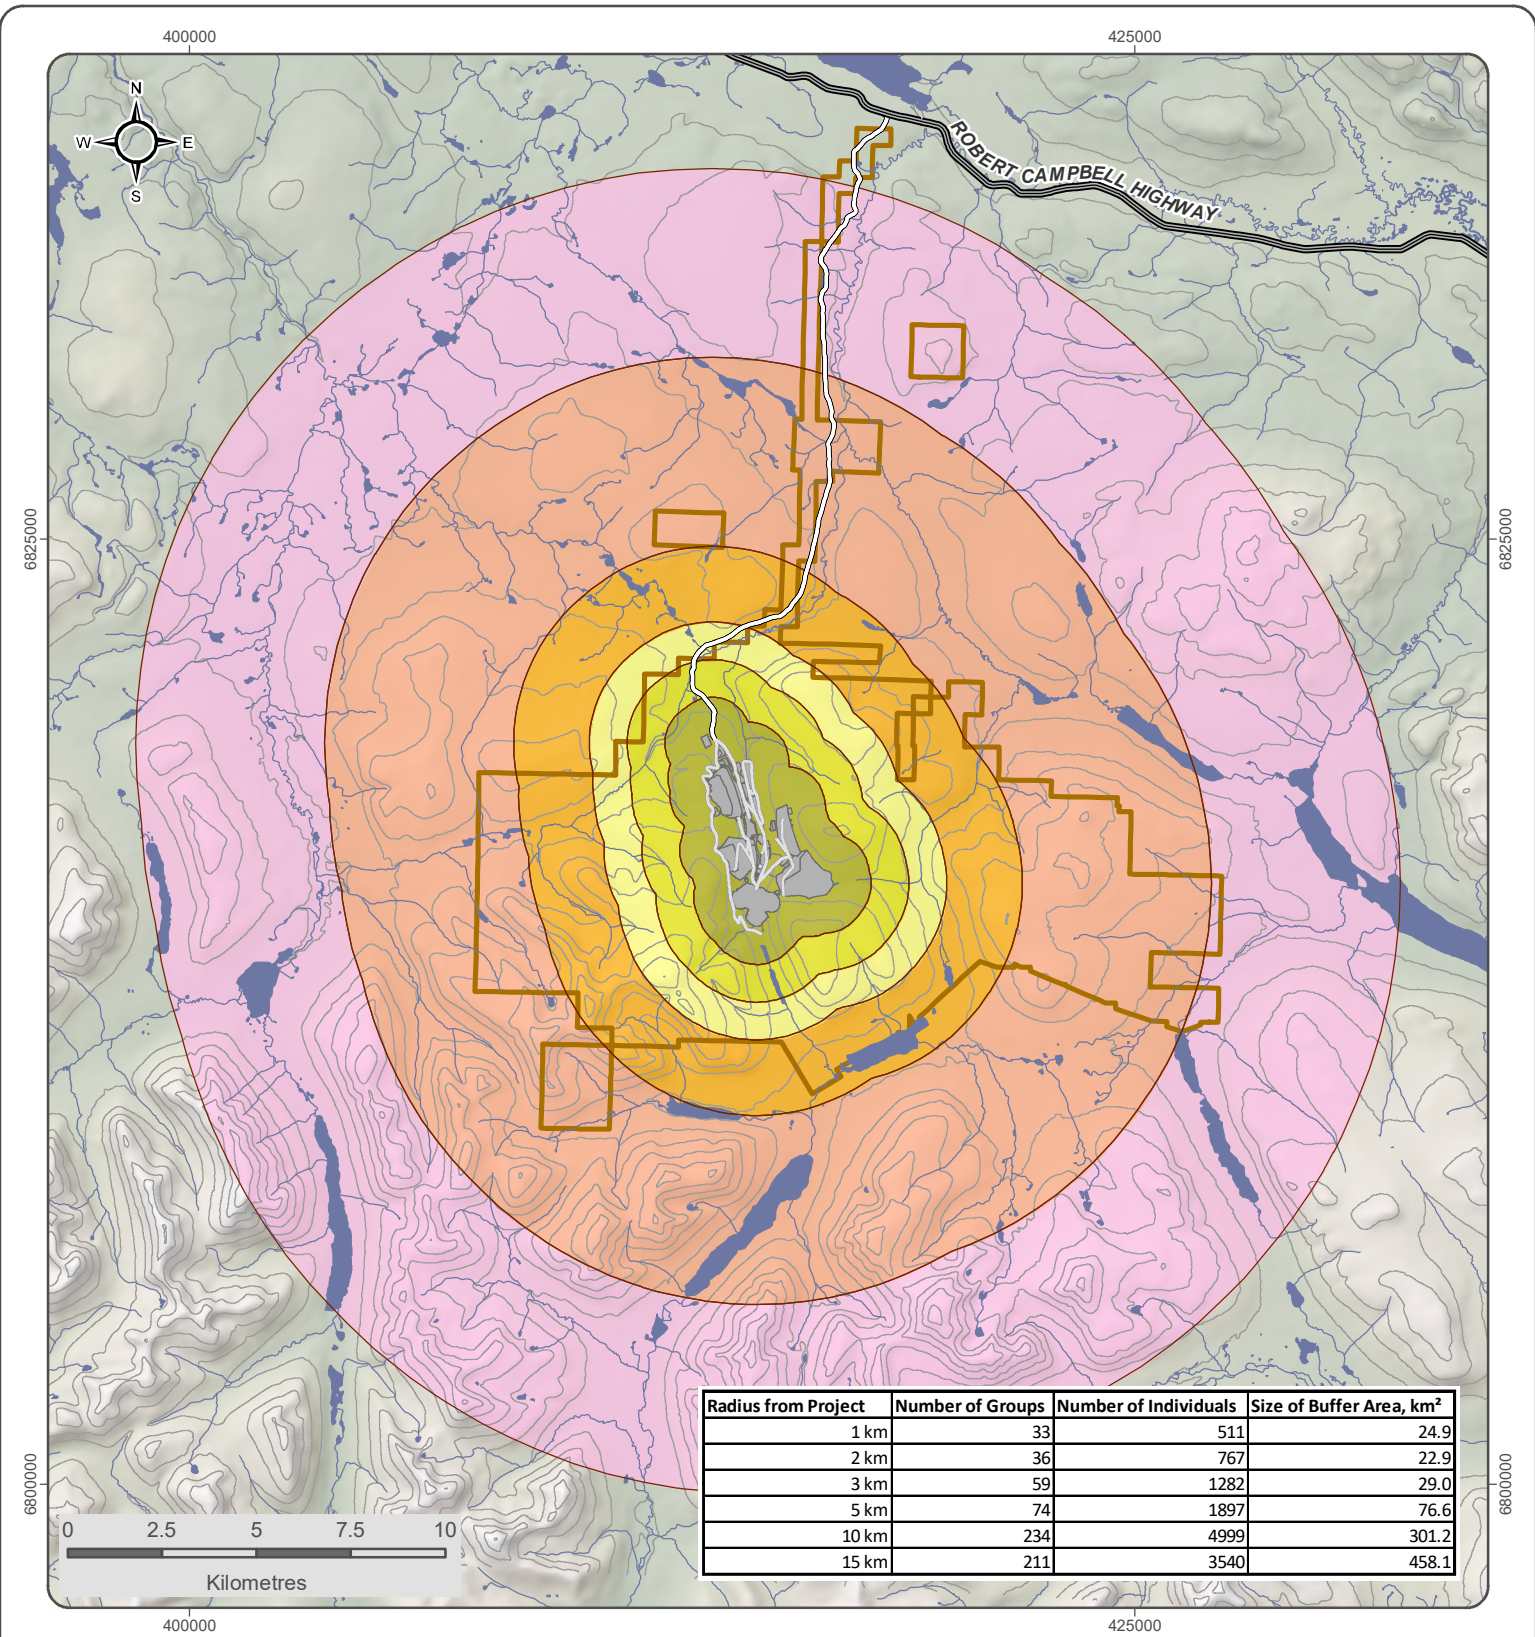 400000 425000
N
W E
S
ROBERT CAMPBELL HIGHWAY
6825000 6825000
Radius from Project Number of Groups Number of Individuals Size of Buffer Area, km²
1 km 33 511 24.9
2 km 36 767 22.9
3 km 59 1282 29.0
5 km 74 1897 76.6
10 km 234 4999 301.2
15 km 211 3540 458.1
6800000 6800000
0 2.5 5 7.5 10
Kilometres
400000 425000